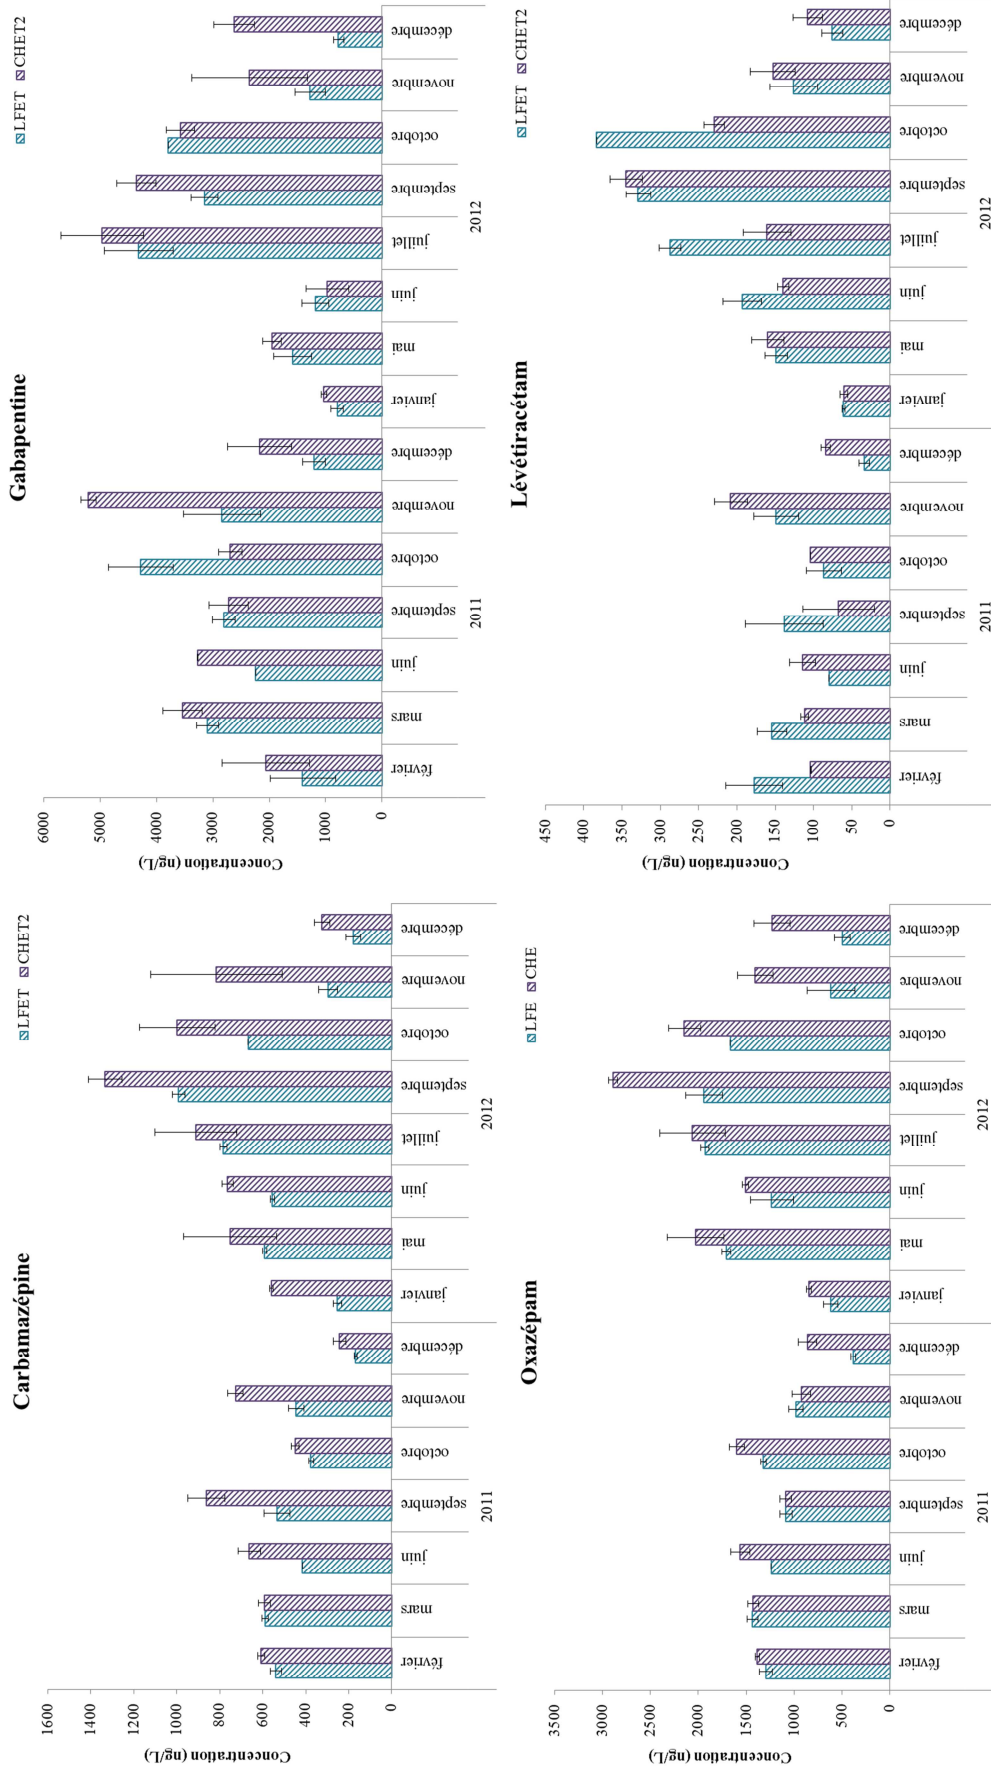 Carbamazépine
LFET CHET2
Concentration (ng/L)
1600
1400
1200
1000
800
600
400
200
0
février
mars
juin
septembre
octobre
novembre
décembre
janvier
mai
juin
juillet
septembre
octobre
novembre
décembre
2011
2012
Gabapentine
LFET CHET2
Concentration (ng/L)
6000
5000
4000
3000
2000
1000
0
février
mars
juin
septembre
octobre
novembre
décembre
janvier
mai
juin
juillet
septembre
octobre
novembre
décembre
2011
2012
Oxazépam
LFE CHE
Concentration (ng/L)
3500
3000
2500
2000
1500
1000
500
0
février
mars
juin
septembre
octobre
novembre
décembre
janvier
mai
juin
juillet
septembre
octobre
novembre
décembre
2011
2012
Lévétiracétam
LFET CHET2
Concentration (ng/L)
450
400
350
300
250
200
150
100
50
0
février
mars
juin
septembre
octobre
novembre
décembre
janvier
mai
juin
juillet
septembre
octobre
novembre
décembre
2011
2012